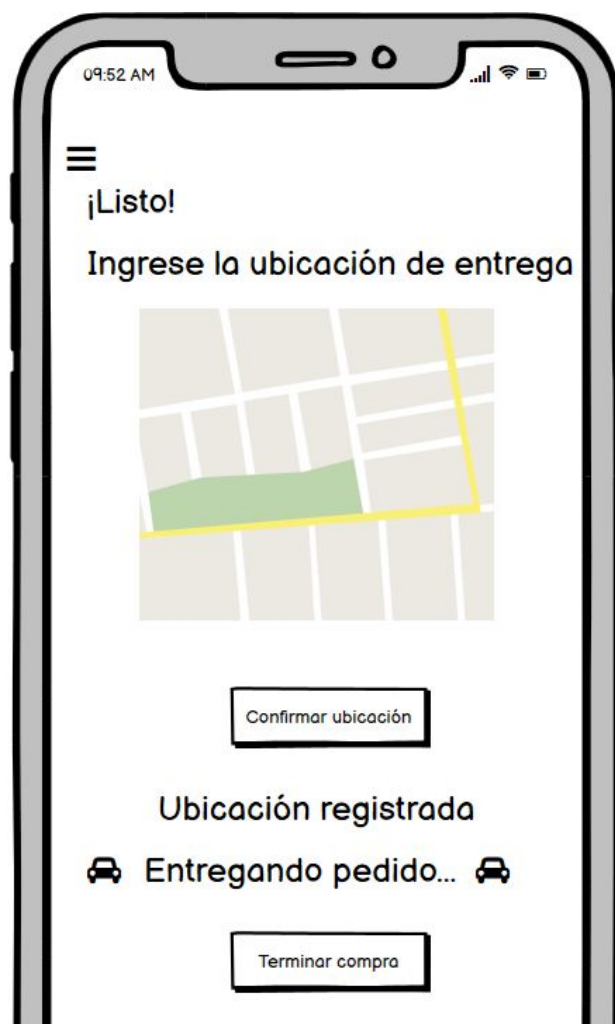 09:52 AM
¡Listo!
Ingrese la ubicación de entrega
Confirmar ubicación
Ubicación registrada
Entregando pedido...
Terminar compra